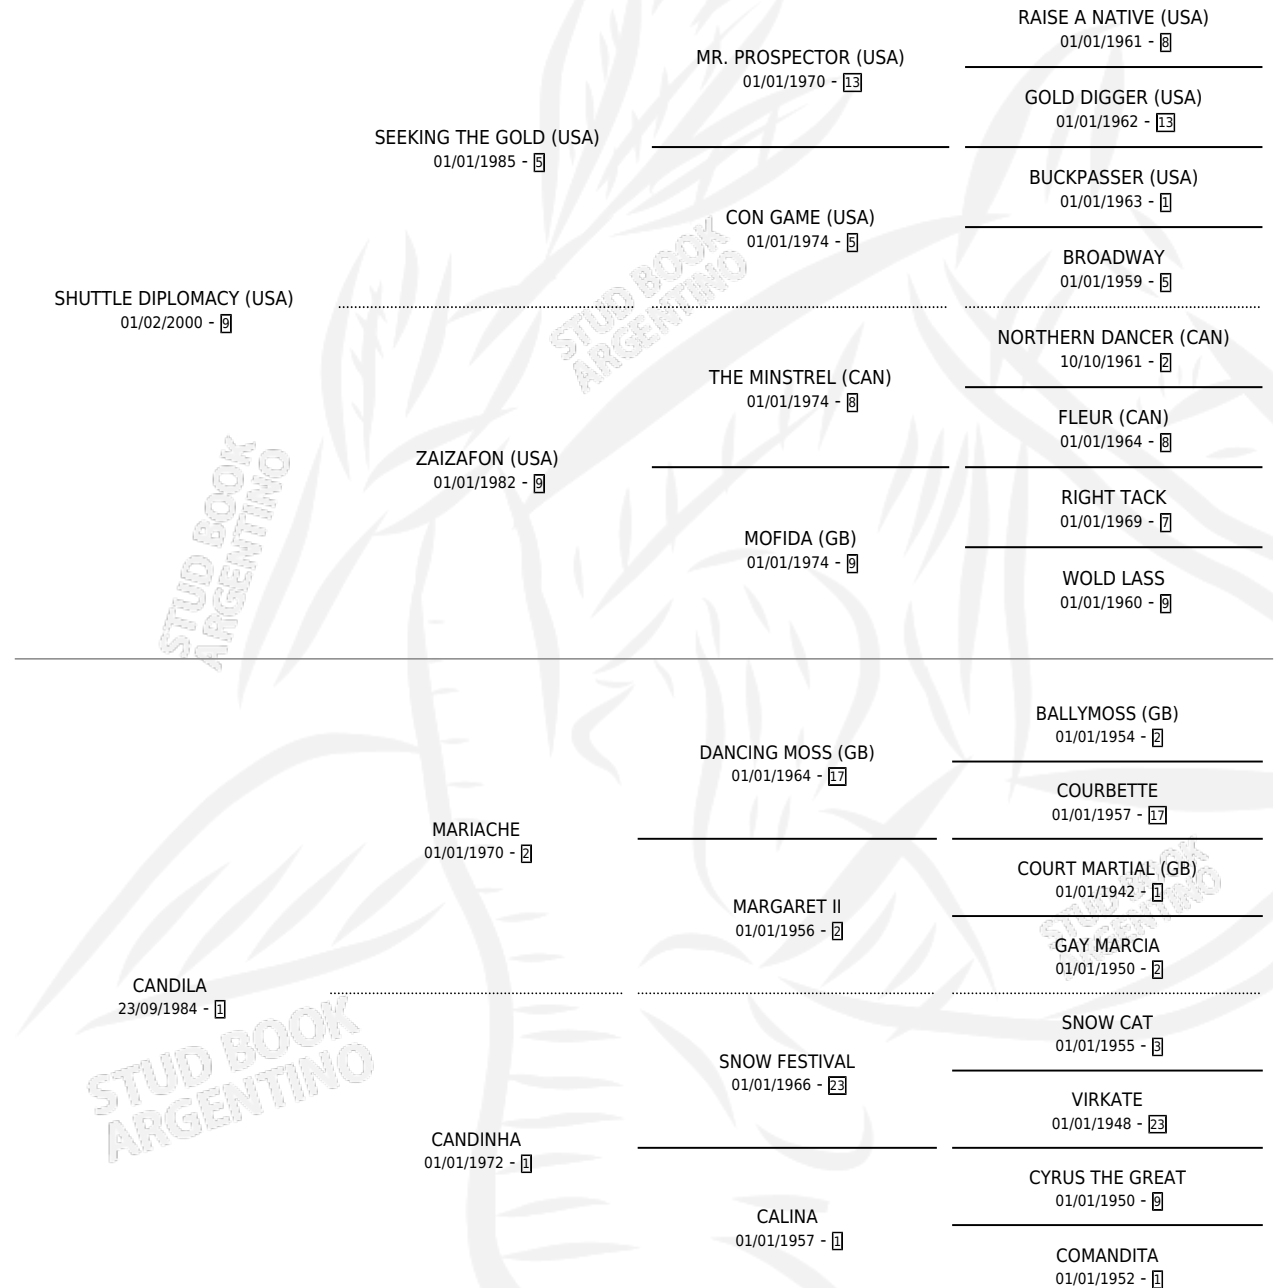 RAISE A NATIVE (USA)
01/01/1961 - 8
MR. PROSPECTOR (USA)
01/01/1970 - 13
GOLD DIGGER (USA)
01/01/1962 - 13
SEEKING THE GOLD (USA)
01/01/1985 - 5
BUCKPASSER (USA)
01/01/1963 - 1
CON GAME (USA)
01/01/1974 - 5
BROADWAY
01/01/1959 - 5
SHUTTLE DIPLOMACY (USA)
01/02/2000 - 9
NORTHERN DANCER (CAN)
10/10/1961 - 2
THE MINSTREL (CAN)
01/01/1974 - 8
FLEUR (CAN)
01/01/1964 - 8
ZAIZAFON (USA)
01/01/1982 - 9
RIGHT TACK
01/01/1969 - 7
MOFIDA (GB)
01/01/1974 - 9
WOLD LASS
01/01/1960 - 9
BALLYMOSS (GB)
01/01/1954 - 2
DANCING MOSS (GB)
01/01/1964 - 17
COURBETTE
01/01/1957 - 17
MARIACHE
01/01/1970 - 2
COURT MARTIAL (GB)
01/01/1942 - 1
MARGARET II
01/01/1956 - 2
GAY MARCIA
01/01/1950 - 2
CANDILA
23/09/1984 - 1
SNOW CAT
01/01/1955 - 3
SNOW FESTIVAL
01/01/1966 - 23
VIRKATE
01/01/1948 - 23
CANDINHA
01/01/1972 - 1
CYRUS THE GREAT
01/01/1950 - 9
CALINA
01/01/1957 - 1
COMANDITA
01/01/1952 - 1
STUD BOOK
ARGENTINO
STUD BOOK
ARGENTINO
STUD BOOK
ARGENTINO
STUD BOOK
ARGENTINO